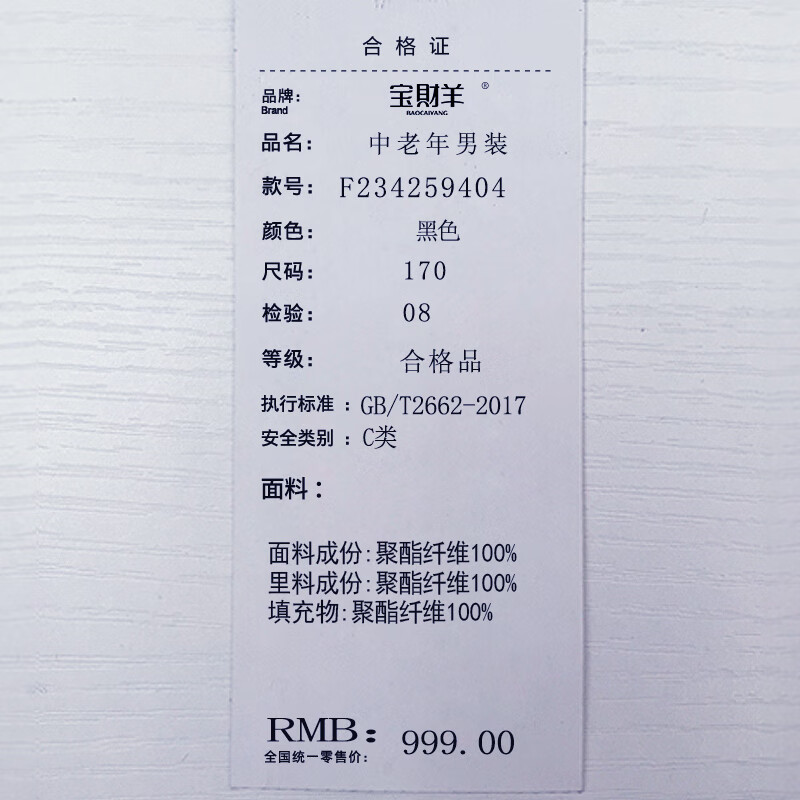 合格证
品牌: 宝財羊®
Brand BAOCAIYANG
品名: 中老年男装
款号: F234259404
颜色: 黑色
尺码: 170
检验: 08
等级: 合格品
执行标准: GB/T2662-2017
安全类别: C类
面料:
面料成份:聚酯纤维100%
里料成份:聚酯纤维100%
填充物:聚酯纤维100%
RMB: 999.00
全国统一零售价: